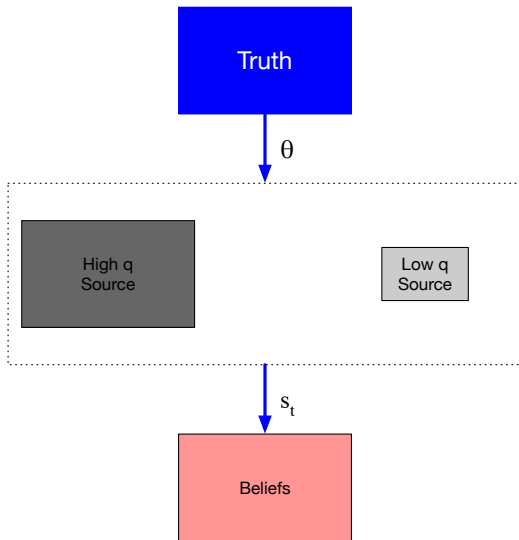 Truth
θ
High q
Source
Low q
Source
s_t
Beliefs